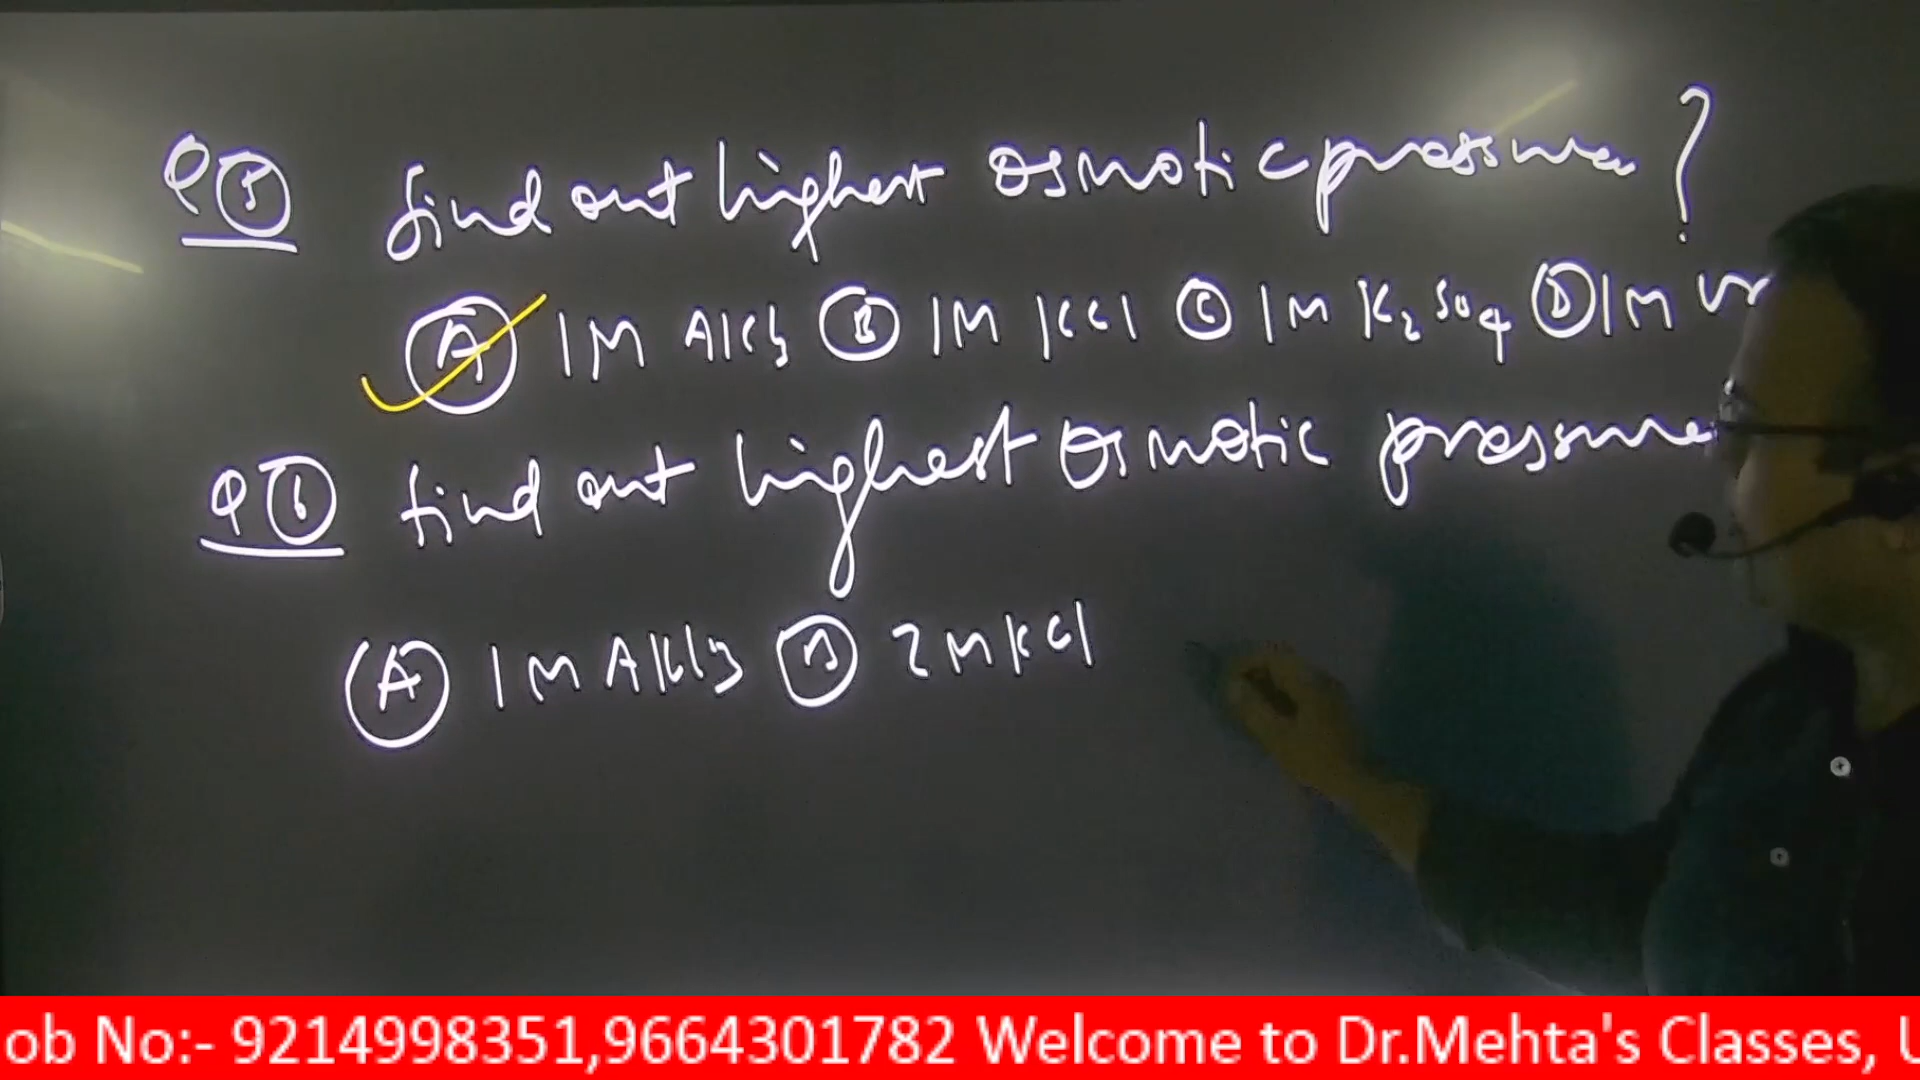 Q5 find out highest osmotic pressure ?
A 1M AlCl3 B 1M KCl C 1M K2SO4 D 1M Ur
Q6 find out highest osmotic pressure
A 1M AlCl3 B 2M KCl
ob No:- 9214998351,9664301782 Welcome to Dr.Mehta's Classes, U